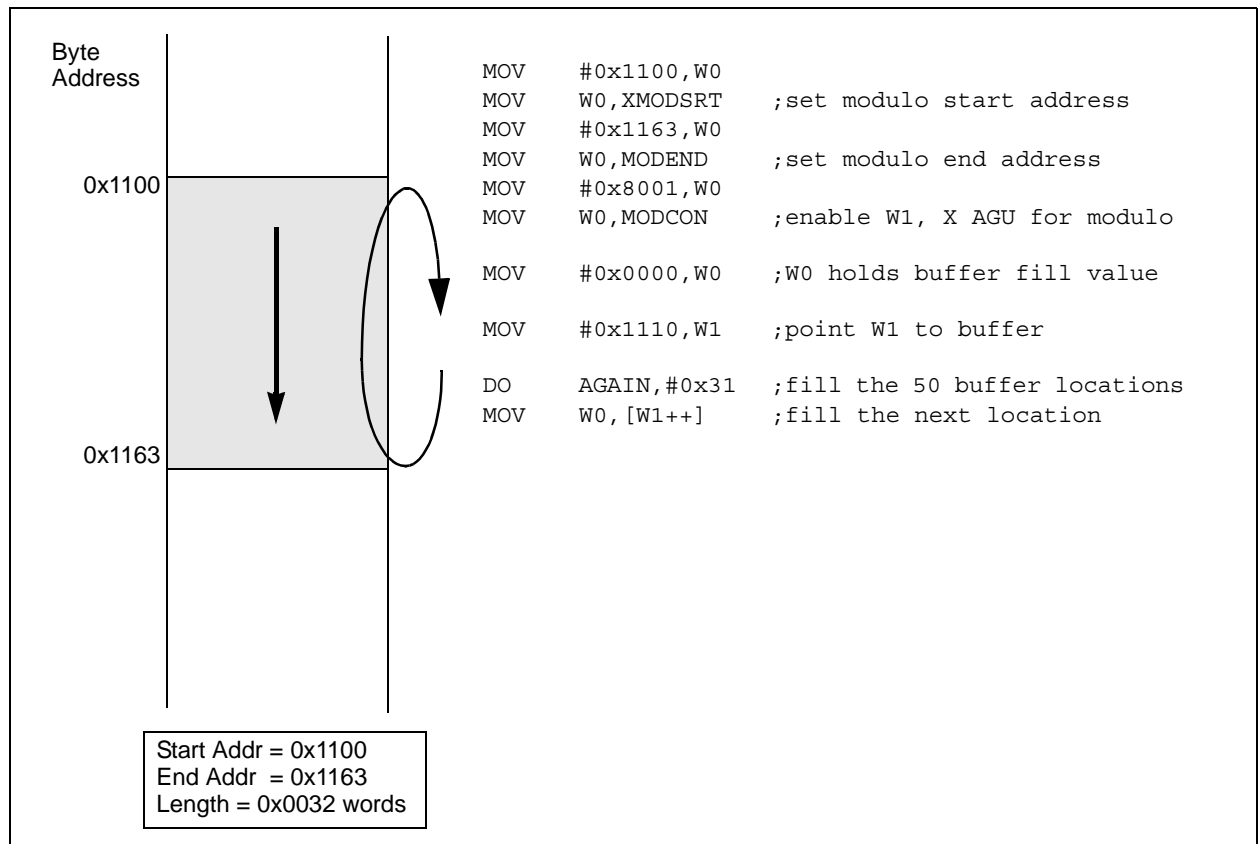 Byte
Address
0x1100
0x1163
MOV #0x1100,W0
MOV W0,XMODSRT ;set modulo start address
MOV #0x1163,W0
MOV W0,MODEND ;set modulo end address
MOV #0x8001,W0
MOV W0,MODCON ;enable W1, X AGU for modulo
MOV #0x0000,W0 ;W0 holds buffer fill value
MOV #0x1110,W1 ;point W1 to buffer
DO AGAIN,#0x31 ;fill the 50 buffer locations
MOV W0,[W1++] ;fill the next location
Start Addr = 0x1100
End Addr = 0x1163
Length = 0x0032 words